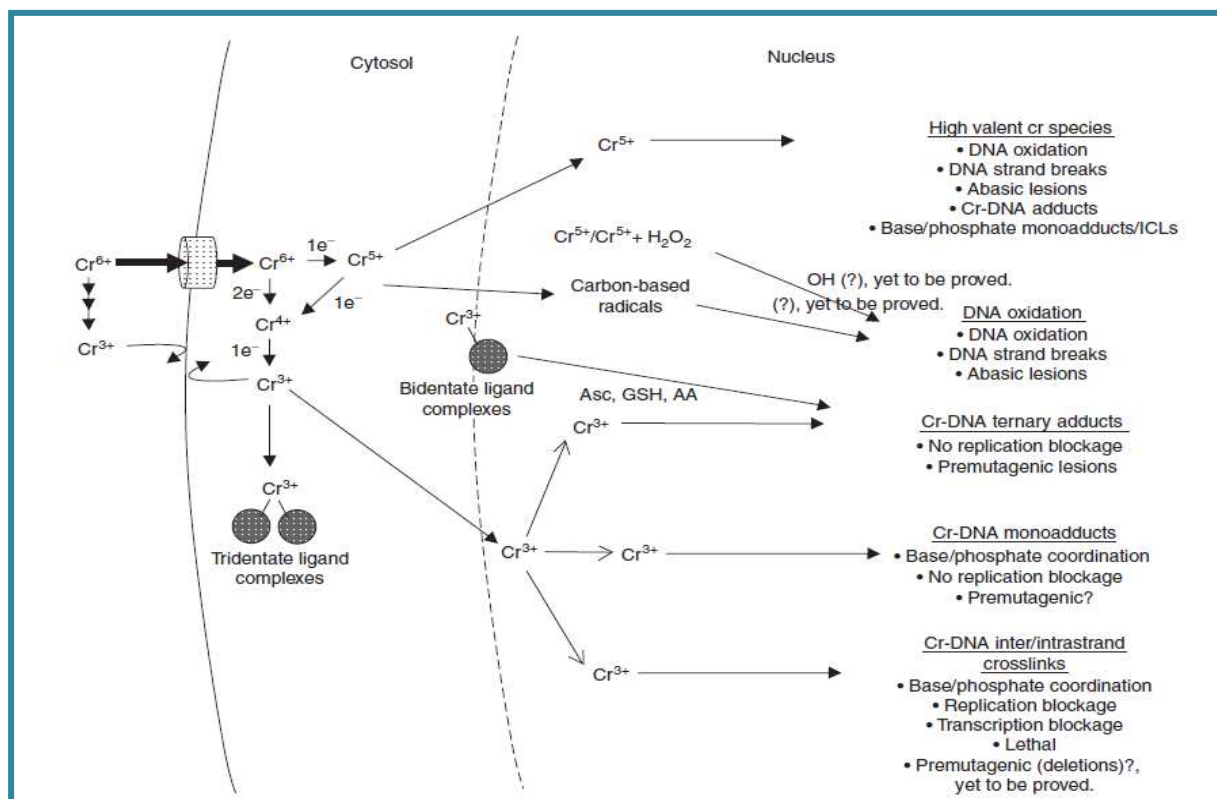 Cytosol
Nucleus
Cr⁶⁺
Cr³⁺
Cr⁶⁺
1e⁻
Cr⁵⁺
2e⁻
1e⁻
Cr⁴⁺
1e⁻
Cr³⁺
Cr³⁺
Tridentate ligand
complexes
Cr³⁺
Bidentate ligand
complexes
Cr⁵⁺
Cr⁵⁺/Cr⁵⁺ + H₂O₂
OH (?), yet to be proved.
Carbon-based
radicals
(?), yet to be proved.
Asc, GSH, AA
Cr³⁺
Cr³⁺
Cr³⁺
Cr³⁺
High valent cr species
• DNA oxidation
• DNA strand breaks
• Abasic lesions
• Cr-DNA adducts
• Base/phosphate monoadducts/ICLs
DNA oxidation
• DNA oxidation
• DNA strand breaks
• Abasic lesions
Cr-DNA ternary adducts
• No replication blockage
• Premutagenic lesions
Cr-DNA monoadducts
• Base/phosphate coordination
• No replication blockage
• Premutagenic?
Cr-DNA inter/intrastrand
crosslinks
• Base/phosphate coordination
• Replication blockage
• Transcription blockage
• Lethal
• Premutagenic (deletions)?,
yet to be proved.